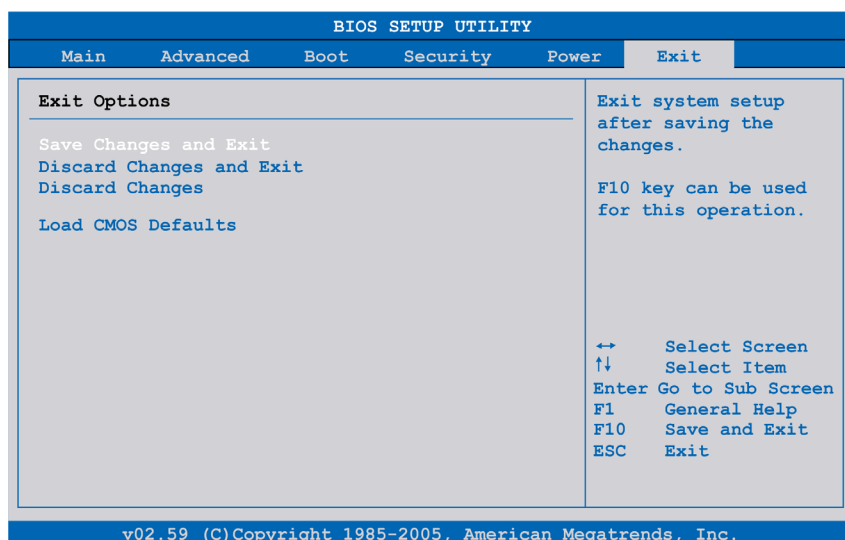 BIOS SETUP UTILITY
Main Advanced Boot Security Power Exit
Exit Options
Save Changes and Exit
Discard Changes and Exit
Discard Changes
Load CMOS Defaults
Exit system setup
after saving the
changes.
F10 key can be used
for this operation.
↔ Select Screen
↑↓ Select Item
Enter Go to Sub Screen
F1 General Help
F10 Save and Exit
ESC Exit
v02.59 (C)Copyright 1985-2005, American Megatrends, Inc.